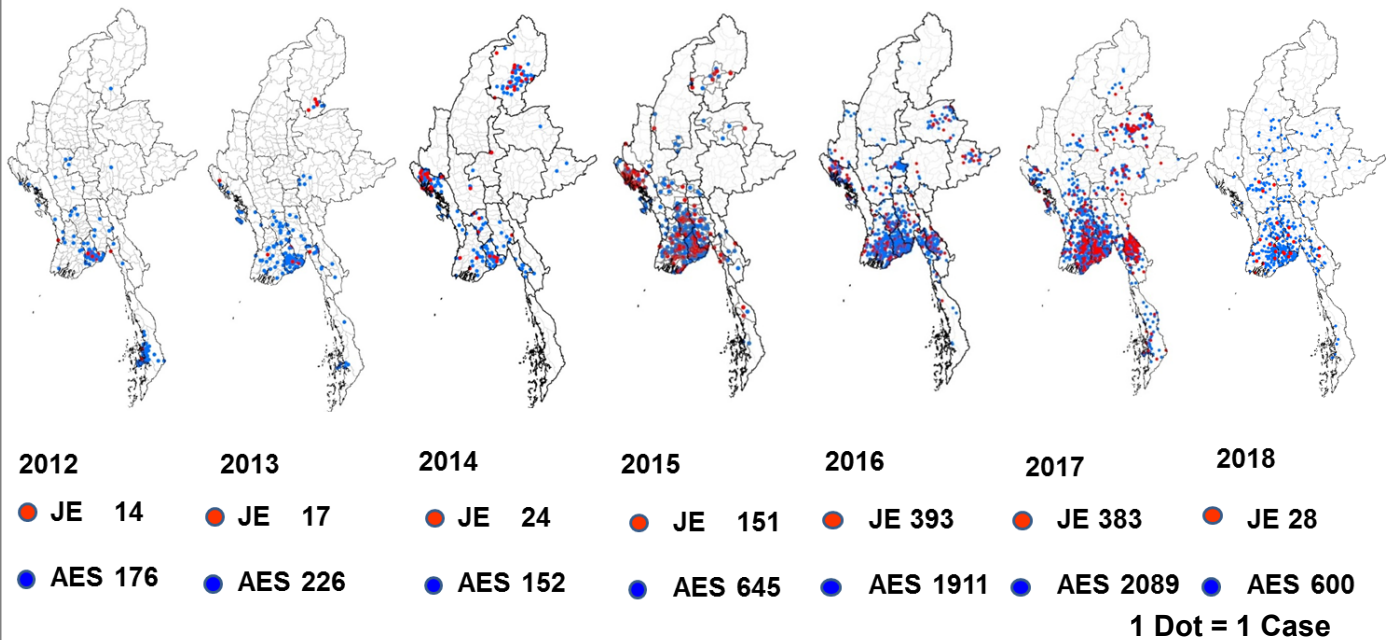 2012
2013
2014
2015
2016
2017
2018
JE 14
JE 17
JE 24
JE 151
JE 393
JE 383
JE 28
AES 176
AES 226
AES 152
AES 645
AES 1911
AES 2089
AES 600
1 Dot = 1 Case